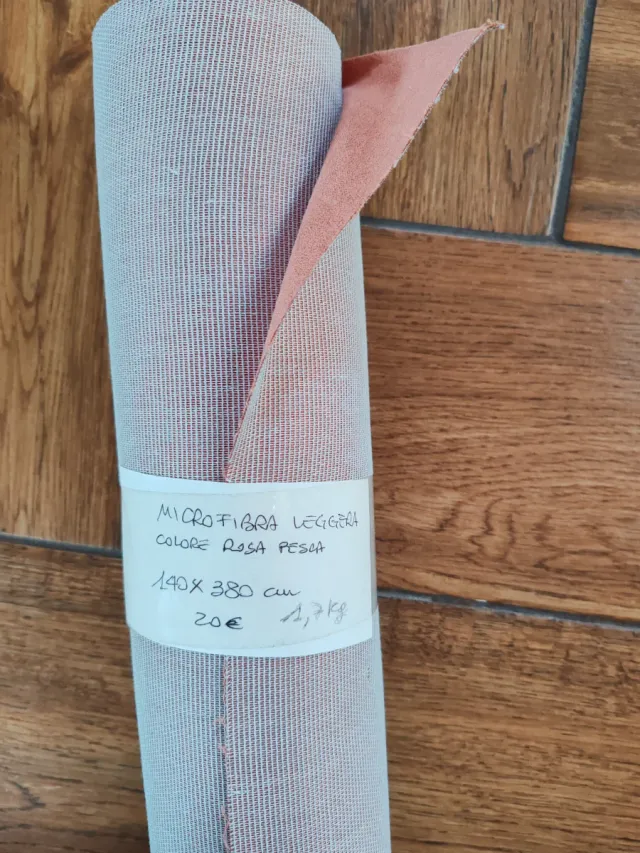 MICROFIBRA LEGGERA
COLORE ROSA PESCA
140X380 cm
20€ 1,7kg